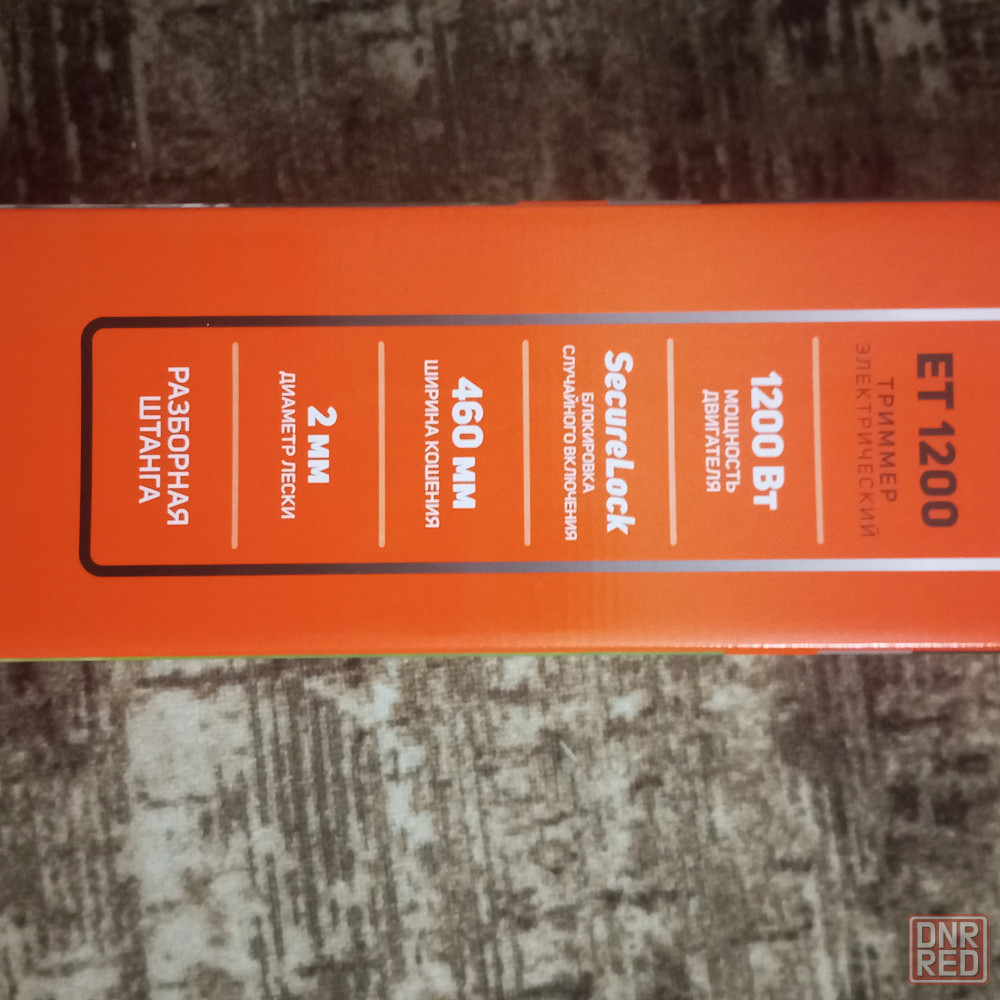 ET 1200
ТРИММЕР
ЭЛЕКТРИЧЕСКИЙ
1200 Вт
МОЩНОСТЬ
ДВИГАТЕЛЯ
SecureLock
БЛОКИРОВКА
СЛУЧАЙНОГО ВКЛЮЧЕНИЯ
460 мм
ШИРИНА КОШЕНИЯ
2 мм
ДИАМЕТР ЛЕСКИ
РАЗБОРНАЯ
ШТАНГА
DNR
RED